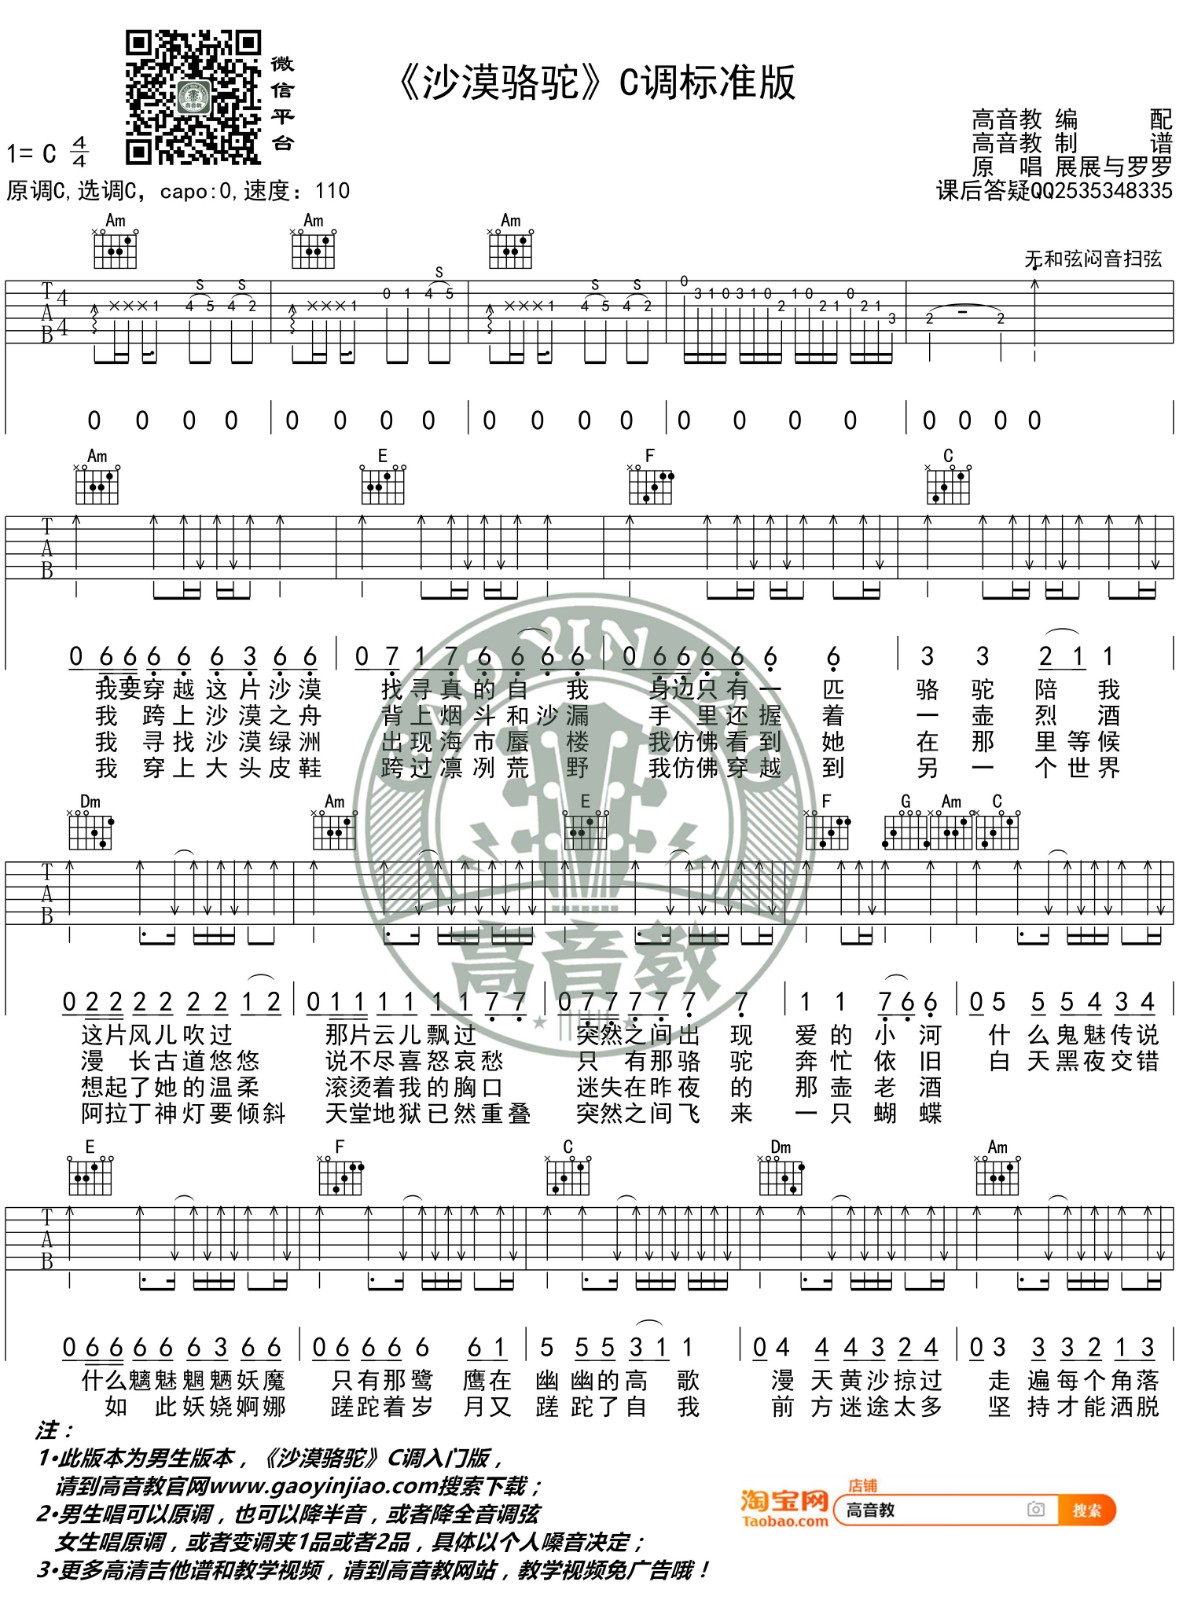 微信平台
《沙漠骆驼》C调标准版
高音教 编 配
高音教 制 谱
原 唱 展展与罗罗
课后答疑QQ2535348335
1= C 4/4
原调C,选调C, capo:0,速度: 110
Am Am Am
无和弦闷音扫弦
T A B 4 4
S S S S S
0 0 0 0 0 0 0 0 0 0 0 0 0 0 0 0 0 0 0 0
Am E F C
T A B
0 6 6 6 6 6 3 6 6 0 7 1 7 6 6 6 6 0 6 6 6 6 6 6 3 3 2 1 1
我要穿越这片沙漠 找寻真的自 我 身边只有一 匹 骆 驼 陪 我
我 跨上沙漠之舟 背上烟斗和沙漏 手 里还握 着 一 壶 烈 酒
我 寻找沙漠绿洲 出现海市蜃 楼 我仿佛看到 她 在 那 里等候
我 穿上大头皮鞋 跨过凛冽荒 野 我仿佛穿越 到 另 一 个世界
Dm Am E F G Am C
T A B
0 2 2 2 2 2 2 1 2 0 1 1 1 1 1 1 7 7 0 7 7 7 7 7 7 1 1 7 6 6 0 5 5 5 4 3 4
这片风儿吹过 那片云儿飘过 突然之间出 现 爱 的 小 河 什 么鬼魅传说
漫 长古道悠悠 说不尽喜怒哀愁 只 有那骆 驼 奔 忙 依 旧 白 天黑夜交错
想起了她的温柔 滚烫着我的胸口 迷失在昨夜 的 那 壶 老 酒
阿拉丁神灯要倾斜 天堂地狱已然重叠 突然之间飞 来 一 只 蝴 蝶
E F C Dm Am
T A B
0 6 6 6 6 6 3 6 6 0 6 6 6 6 6 1 5 5 5 3 1 1 0 4 4 4 3 2 4 0 3 3 3 2 1 3
什么魑魅魍魉妖魔 只有那鹭 鹰在 幽幽的高 歌 漫 天黄沙掠过 走 遍每个角落
如 此妖娆婀娜 蹉跎着岁 月又 蹉跎了自 我 前 方迷途太多 坚 持才能洒脱
注：
1•此版本为男生版本，《沙漠骆驼》C调入门版，
请到高音教官网www.gaoyinjiao.com搜索下载；
2•男生唱可以原调，也可以降半音，或者降全音调弦
女生唱原调，或者变调夹1品或者2品，具体以个人嗓音决定；
3•更多高清吉他谱和教学视频，请到高音教网站，教学视频免广告哦！
店铺
淘宝网
Taobao.com
高音教
搜索
GAO YIN JIAO
高音教